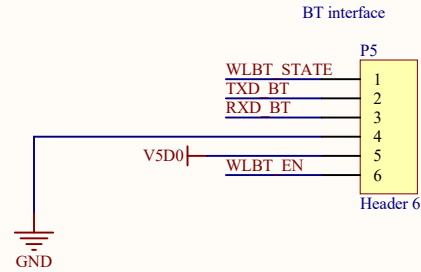 BT interface
P5
WLBT_STATE 1
TXD_BT 2
RXD_BT 3
4
V5D0 5
WLBT_EN 6
Header 6
GND